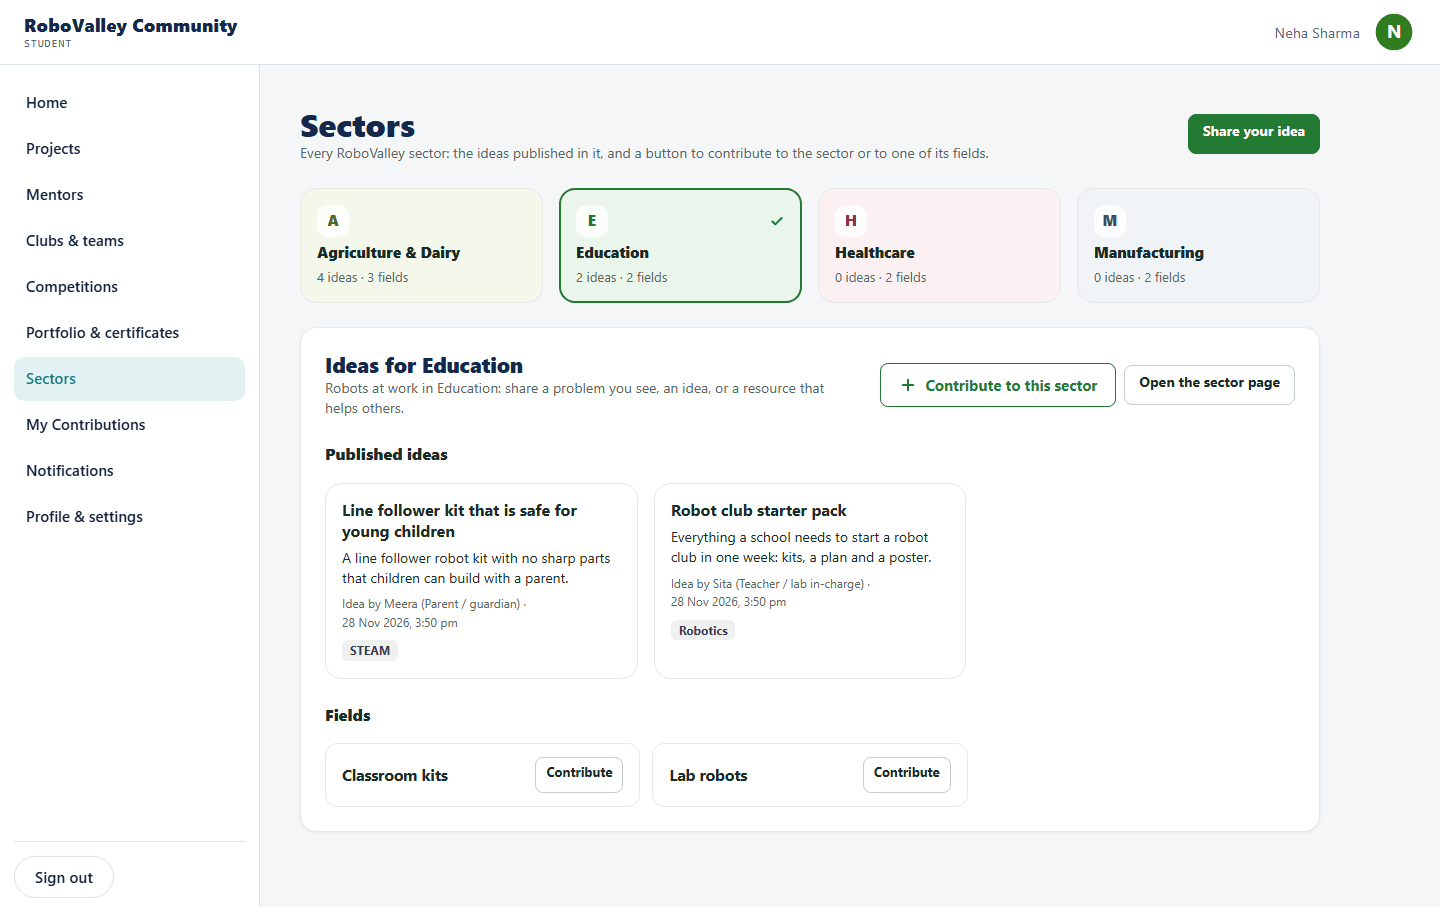 RoboValley Community
STUDENT
Neha Sharma
N
Home
Projects
Mentors
Clubs & teams
Competitions
Portfolio & certificates
Sectors
My Contributions
Notifications
Profile & settings
Sign out
Sectors
Every RoboValley sector: the ideas published in it, and a button to contribute to the sector or to one of its fields.
Share your idea
A
Agriculture & Dairy
4 ideas · 3 fields
E
Education
2 ideas · 2 fields
H
Healthcare
0 ideas · 2 fields
M
Manufacturing
0 ideas · 2 fields
Ideas for Education
Robots at work in Education: share a problem you see, an idea, or a resource that
helps others.
+ Contribute to this sector
Open the sector page
Published ideas
Line follower kit that is safe for
young children
A line follower robot kit with no sharp parts
that children can build with a parent.
Idea by Meera (Parent / guardian) ·
28 Nov 2026, 3:50 pm
STEAM
Robot club starter pack
Everything a school needs to start a robot
club in one week: kits, a plan and a poster.
Idea by Sita (Teacher / lab in-charge) ·
28 Nov 2026, 3:50 pm
Robotics
Fields
Classroom kits
Contribute
Lab robots
Contribute